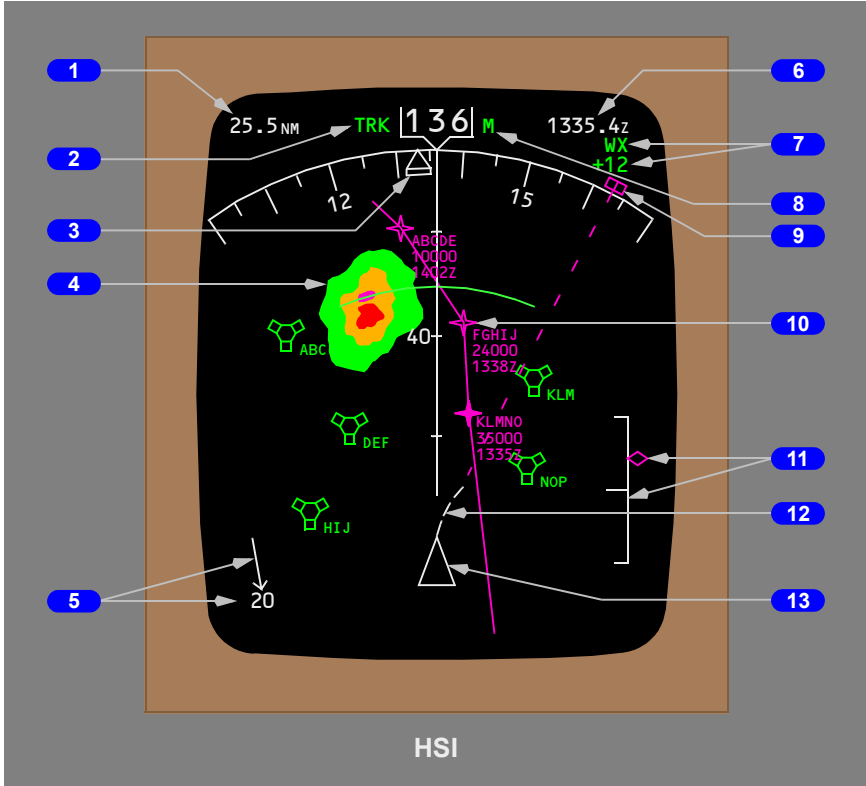 1
6
25.5NM
TRK
136
M
1335.4Z
WX
+12
2
7
12
15
8
3
9
ABCDE
10000
1402Z
4
10
40
FGHIJ
24000
1338Z
ABC
KLM
KLMNO
35000
1335Z
DEF
11
NOP
12
HIJ
5
20
13
HSI